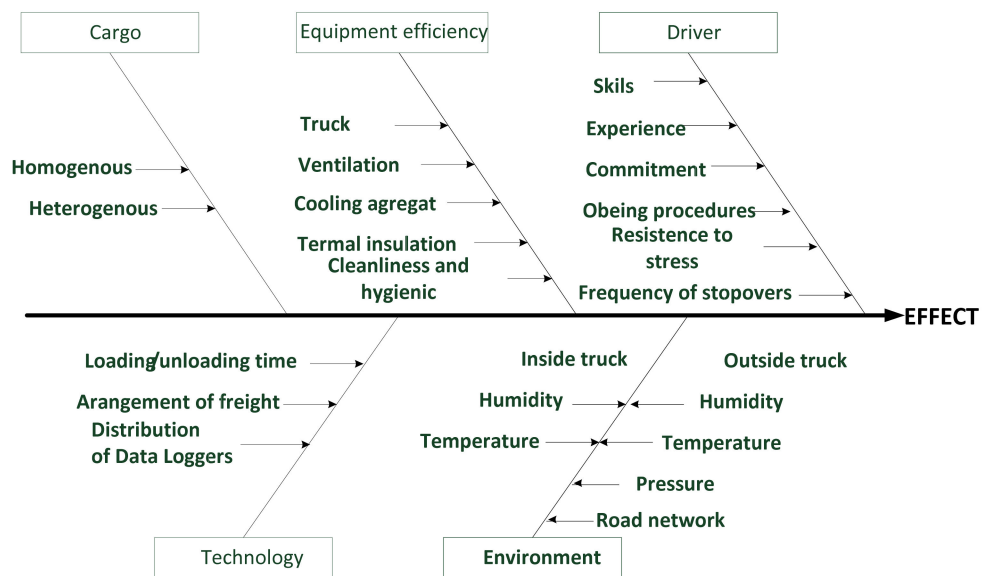 Cargo
Equipment efficiency
Driver
Homogenous
Heterogenous
Truck
Ventilation
Cooling agregat
Termal insulation
Cleanliness and
hygienic
Skils
Experience
Commitment
Obeing procedures
Resistence to
stress
Frequency of stopovers
EFFECT
Loading/unloading time
Arangement of freight
Distribution
of Data Loggers
Technology
Inside truck
Humidity
Temperature
Outside truck
Humidity
Temperature
Pressure
Road network
Environment